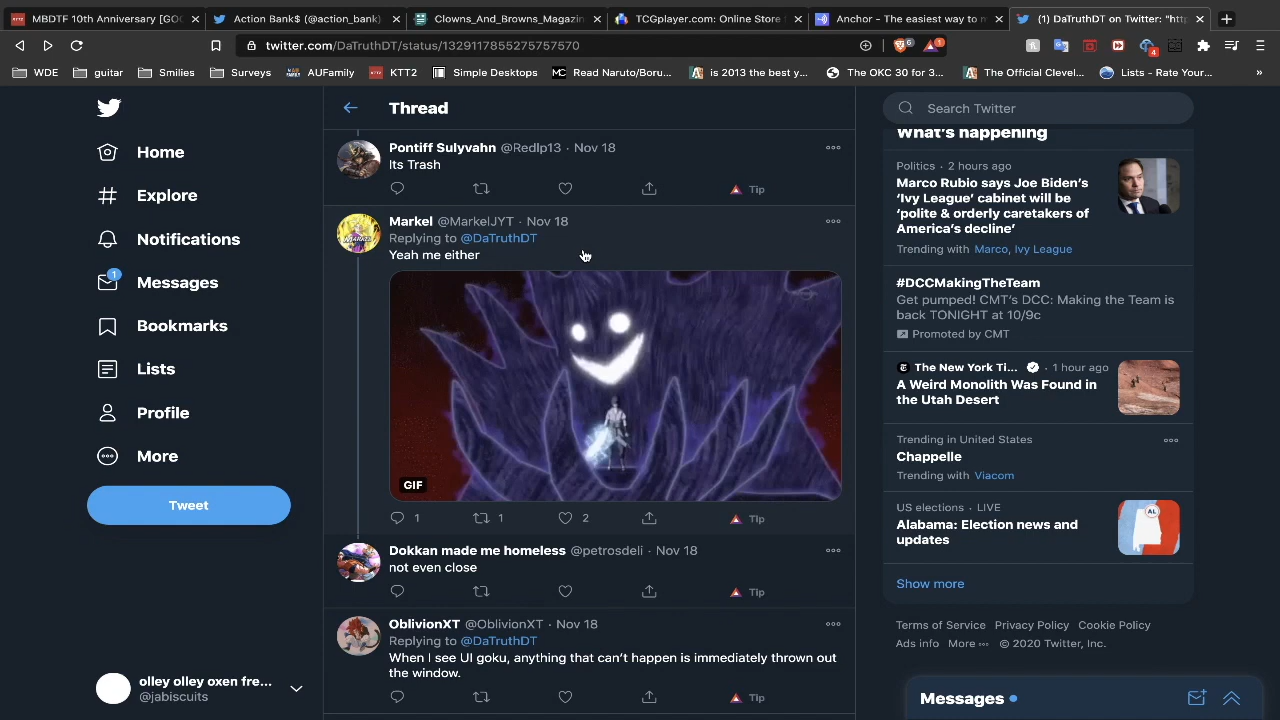 MBDTF 10th Anniversary [GO(
Action Bank$ (@action_bank)
Clowns_And_Browns_Magazin
TCGplayer.com: Online Store
Anchor - The easiest way to m
(1) DaTruthDT on Twitter: "htt
twitter.com/DaTruthDT/status/1329117855275757570
6
1
4
WDE
guitar
Smilies
Surveys
AUFamily
KTT2
Simple Desktops
Read Naruto/Boru...
is 2013 the best y...
The OKC 30 for 3...
The Official Clevel...
Lists - Rate Your...
»
Home
Explore
Notifications
1
Messages
Bookmarks
Lists
Profile
More
Tweet
olley olley oxen fre...
@jabiscuits
Thread
Pontiff Sulyvahn @Redlp13 · Nov 18
Its Trash
Tip
Markel @MarkelJYT · Nov 18
Replying to @DaTruthDT
Yeah me either
GIF
1 1 2 Tip
Dokkan made me homeless @petrosdeli · Nov 18
not even close
Tip
OblivionXT @OblivionXT · Nov 18
Replying to @DaTruthDT
When I see UI goku, anything that can't happen is immediately thrown out
the window.
Tip
Search Twitter
What's happening
Politics · 2 hours ago
Marco Rubio says Joe Biden's
'Ivy League' cabinet will be
'polite & orderly caretakers of
America's decline'
Trending with Marco, Ivy League
#DCCMakingTheTeam
Get pumped! CMT's DCC: Making the Team is
back TONIGHT at 10/9c
Promoted by CMT
The New York Ti... · 1 hour ago
A Weird Monolith Was Found in
the Utah Desert
Trending in United States
Chappelle
Trending with Viacom
US elections · LIVE
Alabama: Election news and
updates
AL
Show more
Terms of Service Privacy Policy Cookie Policy
Ads info More ··· © 2020 Twitter, Inc.
Messages